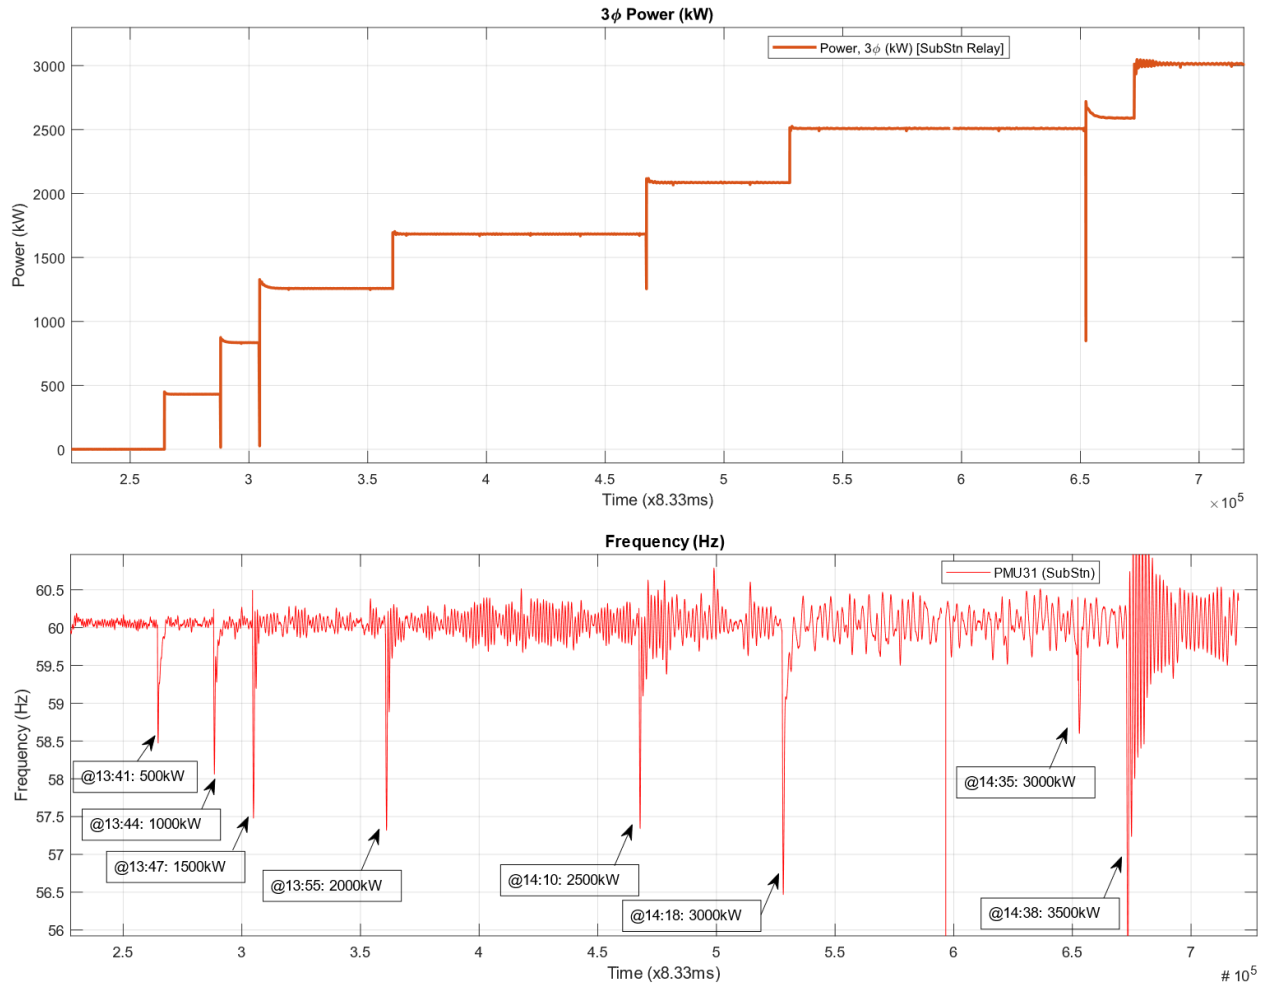 3ϕ Power (kW)
Power, 3ϕ (kW) [SubStn Relay]
3000
2500
2000
1500
1000
500
0
Power (kW)
2.5 3 3.5 4 4.5 5 5.5 6 6.5 7
Time (x8.33ms)
× 10^5
Frequency (Hz)
PMU31 (SubStn)
60.5
60
59.5
59
58.5
58
57.5
57
56.5
56
Frequency (Hz)
@13:41: 500kW
@13:44: 1000kW
@13:47: 1500kW
@13:55: 2000kW
@14:10: 2500kW
@14:18: 3000kW
@14:35: 3000kW
@14:38: 3500kW
2.5 3 3.5 4 4.5 5 5.5 6 6.5 7
Time (x8.33ms)
# 10^5